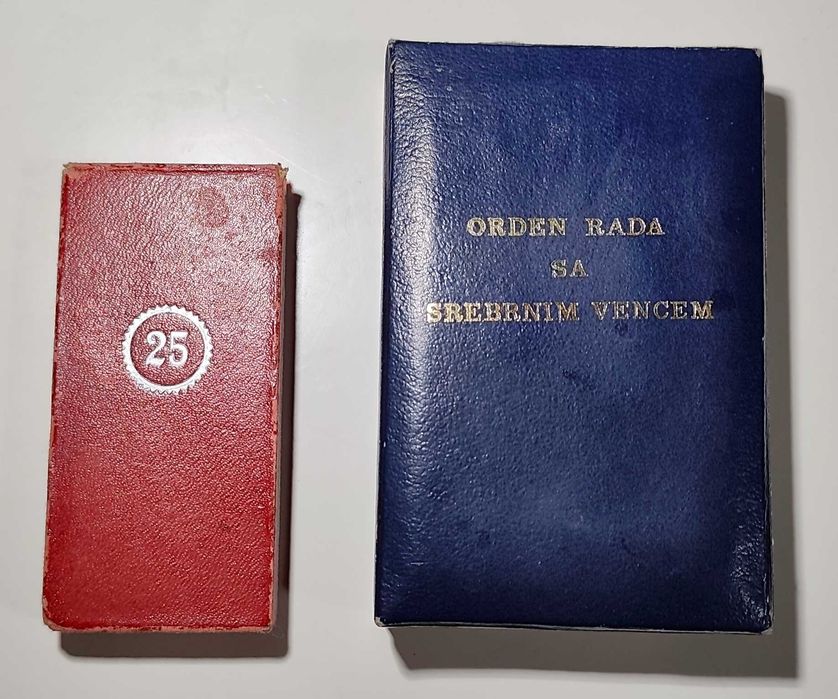 25
ORDEN RADA
SA
SREBRNIM VENCEM